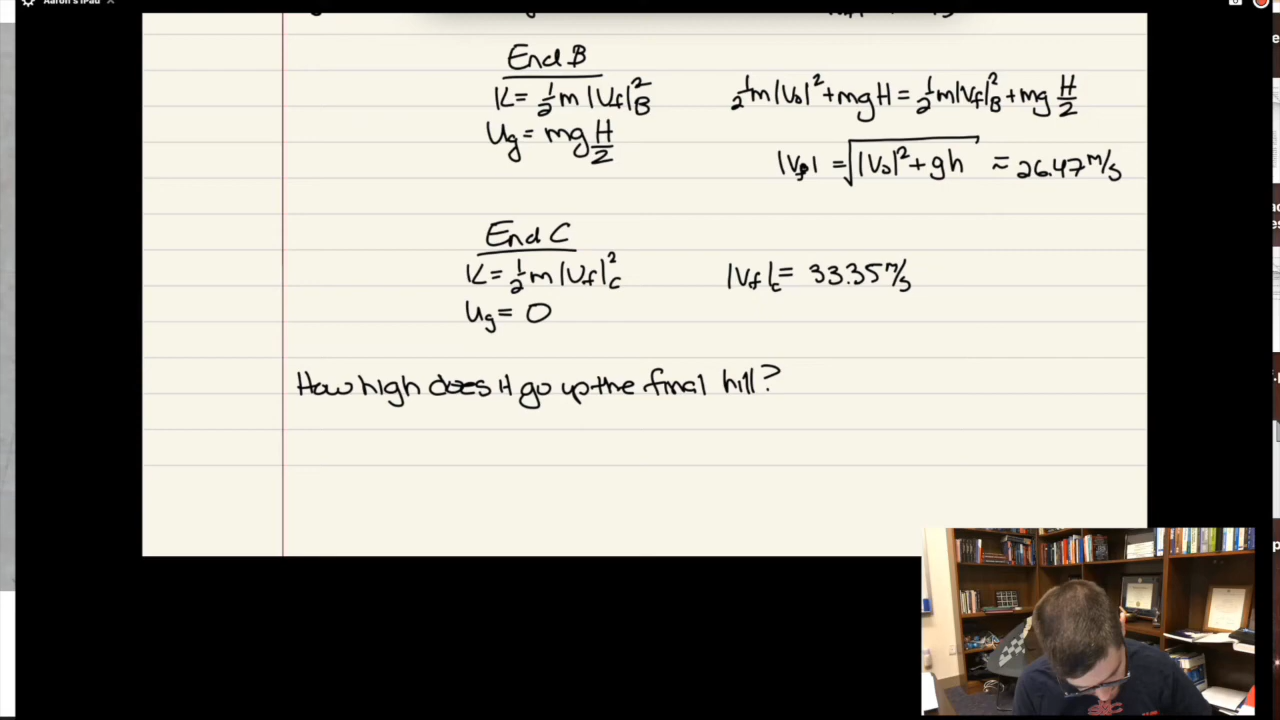 Aaron's iPad
End B
K = ½m|Vf|²B
Ug = mg H/2
½m|V₀|² + mgH = ½m|Vf|²B + mg H/2
|Vf| = √(|V₀|² + gh) ≈ 26.47 m/s
End C
K = ½m|Vf|²C
Ug = 0
|Vf|c = 33.35 m/s
How high does it go up the final hill?